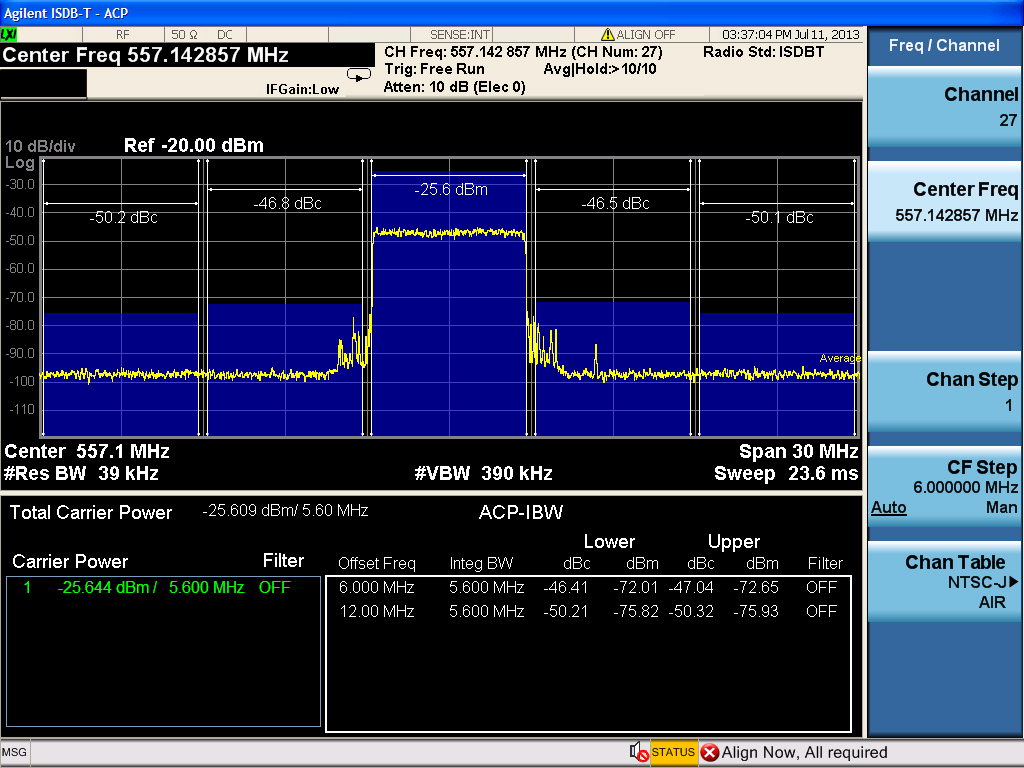 Agilent ISDB-T - ACP
LXI RF 50 Ω DC SENSE:INT ALIGN OFF 03:37:04 PM Jul 11, 2013
Center Freq 557.142857 MHz
CH Freq: 557.142 857 MHz (CH Num: 27) Radio Std: ISDBT
Trig: Free Run Avg|Hold:>10/10
IFGain:Low Atten: 10 dB (Elec 0)
10 dB/div Ref -20.00 dBm
Log
-30.0
-40.0
-50.0
-60.0
-70.0
-80.0
-90.0
-100
-110
-50.2 dBc
-46.8 dBc
-25.6 dBm
-46.5 dBc
-50.1 dBc
Average
Center 557.1 MHz Span 30 MHz
#Res BW 39 kHz #VBW 390 kHz Sweep 23.6 ms
Total Carrier Power -25.609 dBm/ 5.60 MHz ACP-IBW
Lower Upper
Carrier Power Filter
Offset Freq Integ BW dBc dBm dBc dBm Filter
1 -25.644 dBm / 5.600 MHz OFF
6.000 MHz 5.600 MHz -46.41 -72.01 -47.04 -72.65 OFF
12.00 MHz 5.600 MHz -50.21 -75.82 -50.32 -75.93 OFF
Freq / Channel
Channel
27
Center Freq
557.142857 MHz
Chan Step
1
CF Step
6.000000 MHz
Auto Man
Chan Table
NTSC-J
AIR
MSG STATUS Align Now, All required